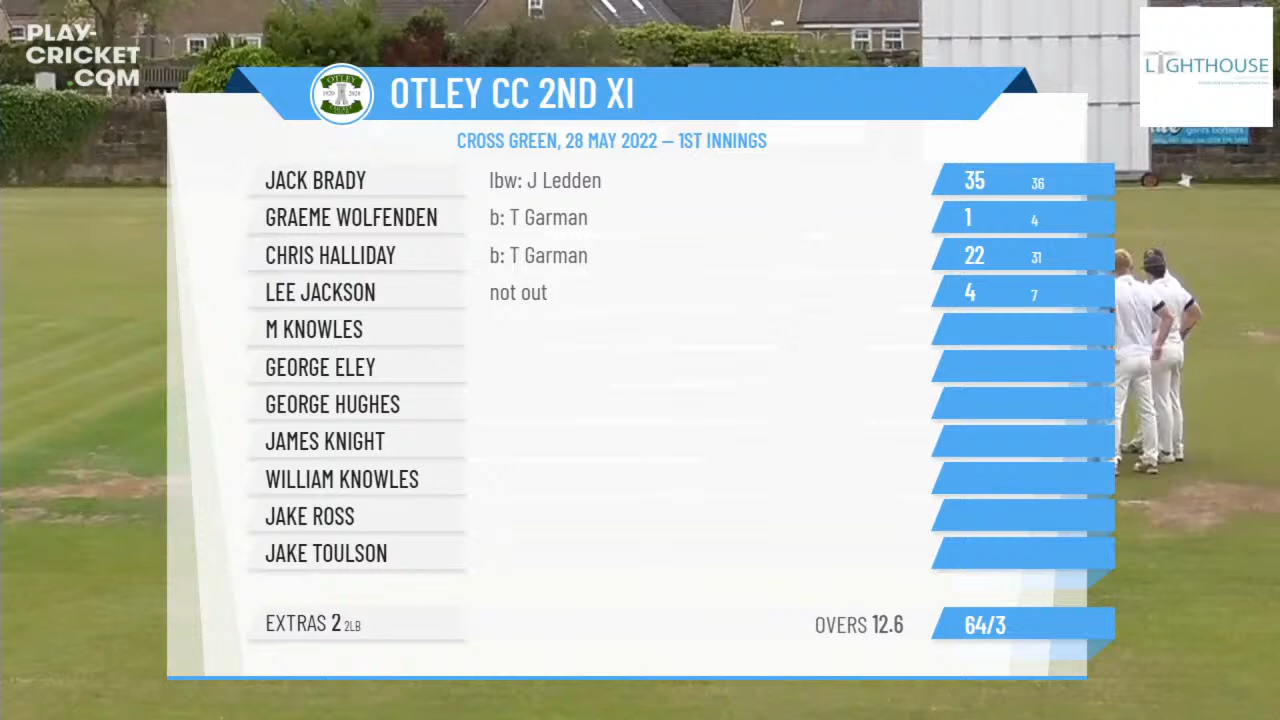 PLAY-
CRICKET
.COM
LIGHTHOUSE
OTLEY
OTLEY CC 2ND XI
CROSS GREEN, 28 MAY 2022 – 1ST INNINGS
JACK BRADY lbw: J Ledden 35 36
GRAEME WOLFENDEN b: T Garman 1 4
CHRIS HALLIDAY b: T Garman 22 31
LEE JACKSON not out 4 7
M KNOWLES
GEORGE ELEY
GEORGE HUGHES
JAMES KNIGHT
WILLIAM KNOWLES
JAKE ROSS
JAKE TOULSON
EXTRAS 2 2LB OVERS 12.6 64/3